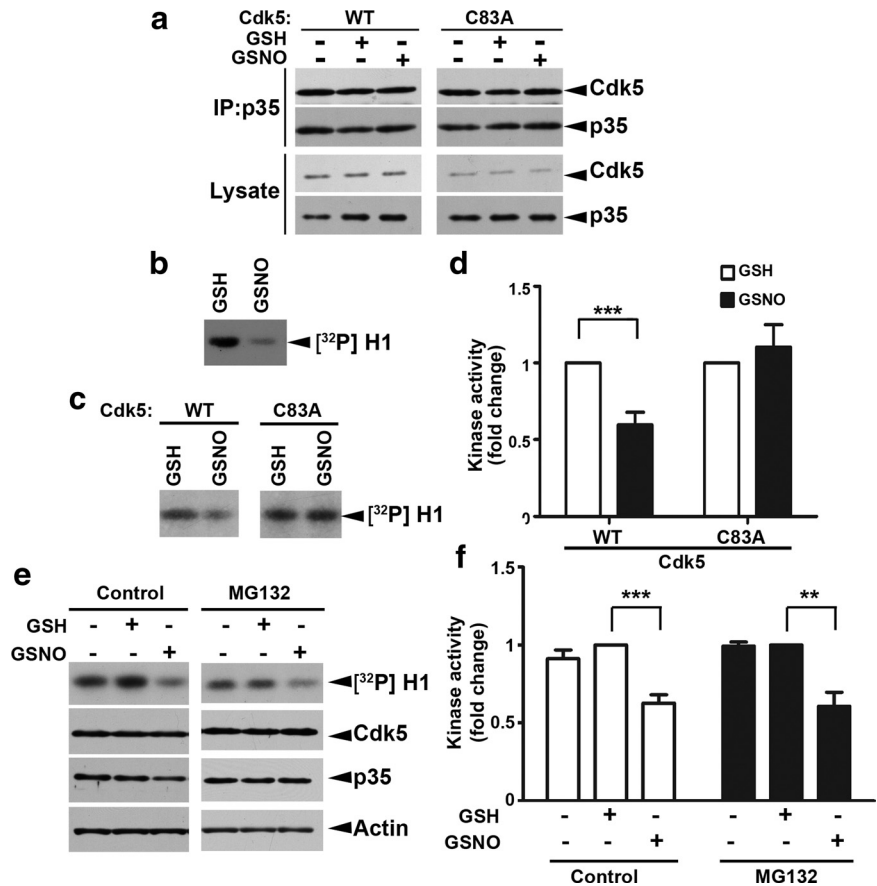 a
Cdk5: WT C83A
GSH - + - - + -
GSNO - - + - - +
IP:p35
Cdk5
p35
Lysate
Cdk5
p35
b
GSH GSNO
[³²P] H1
c
Cdk5: WT C83A
GSH GSNO GSH GSNO
[³²P] H1
d
GSH
GSNO
Kinase activity
(fold change)
1.5
1
0.5
0
***
WT C83A
Cdk5
e
Control MG132
GSH - + - - + -
GSNO - - + - - +
[³²P] H1
Cdk5
p35
Actin
f
Kinase activity
(fold change)
1.5
1
0.5
0
*** **
GSH - + - - + -
GSNO - - + - - +
Control MG132